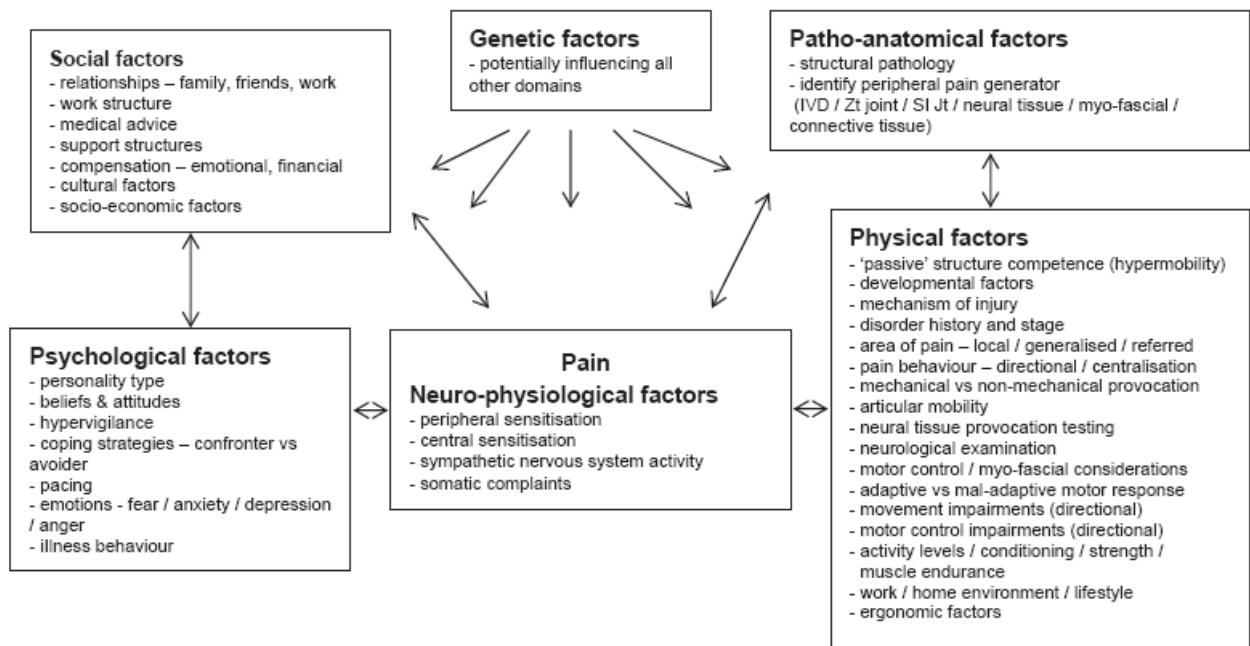 Social factors
- relationships – family, friends, work
- work structure
- medical advice
- support structures
- compensation – emotional, financial
- cultural factors
- socio-economic factors
Genetic factors
- potentially influencing all
other domains
Patho-anatomical factors
- structural pathology
- identify peripheral pain generator
(IVD / Zt joint / SI Jt / neural tissue / myo-fascial /
connective tissue)
Psychological factors
- personality type
- beliefs & attitudes
- hypervigilance
- coping strategies – confronter vs
avoider
- pacing
- emotions - fear / anxiety / depression
/ anger
- illness behaviour
Pain
Neuro-physiological factors
- peripheral sensitisation
- central sensitisation
- sympathetic nervous system activity
- somatic complaints
Physical factors
- ‘passive’ structure competence (hypermobility)
- developmental factors
- mechanism of injury
- disorder history and stage
- area of pain – local / generalised / referred
- pain behaviour – directional / centralisation
- mechanical vs non-mechanical provocation
- articular mobility
- neural tissue provocation testing
- neurological examination
- motor control / myo-fascial considerations
- adaptive vs mal-adaptive motor response
- movement impairments (directional)
- motor control impairments (directional)
- activity levels / conditioning / strength /
muscle endurance
- work / home environment / lifestyle
- ergonomic factors